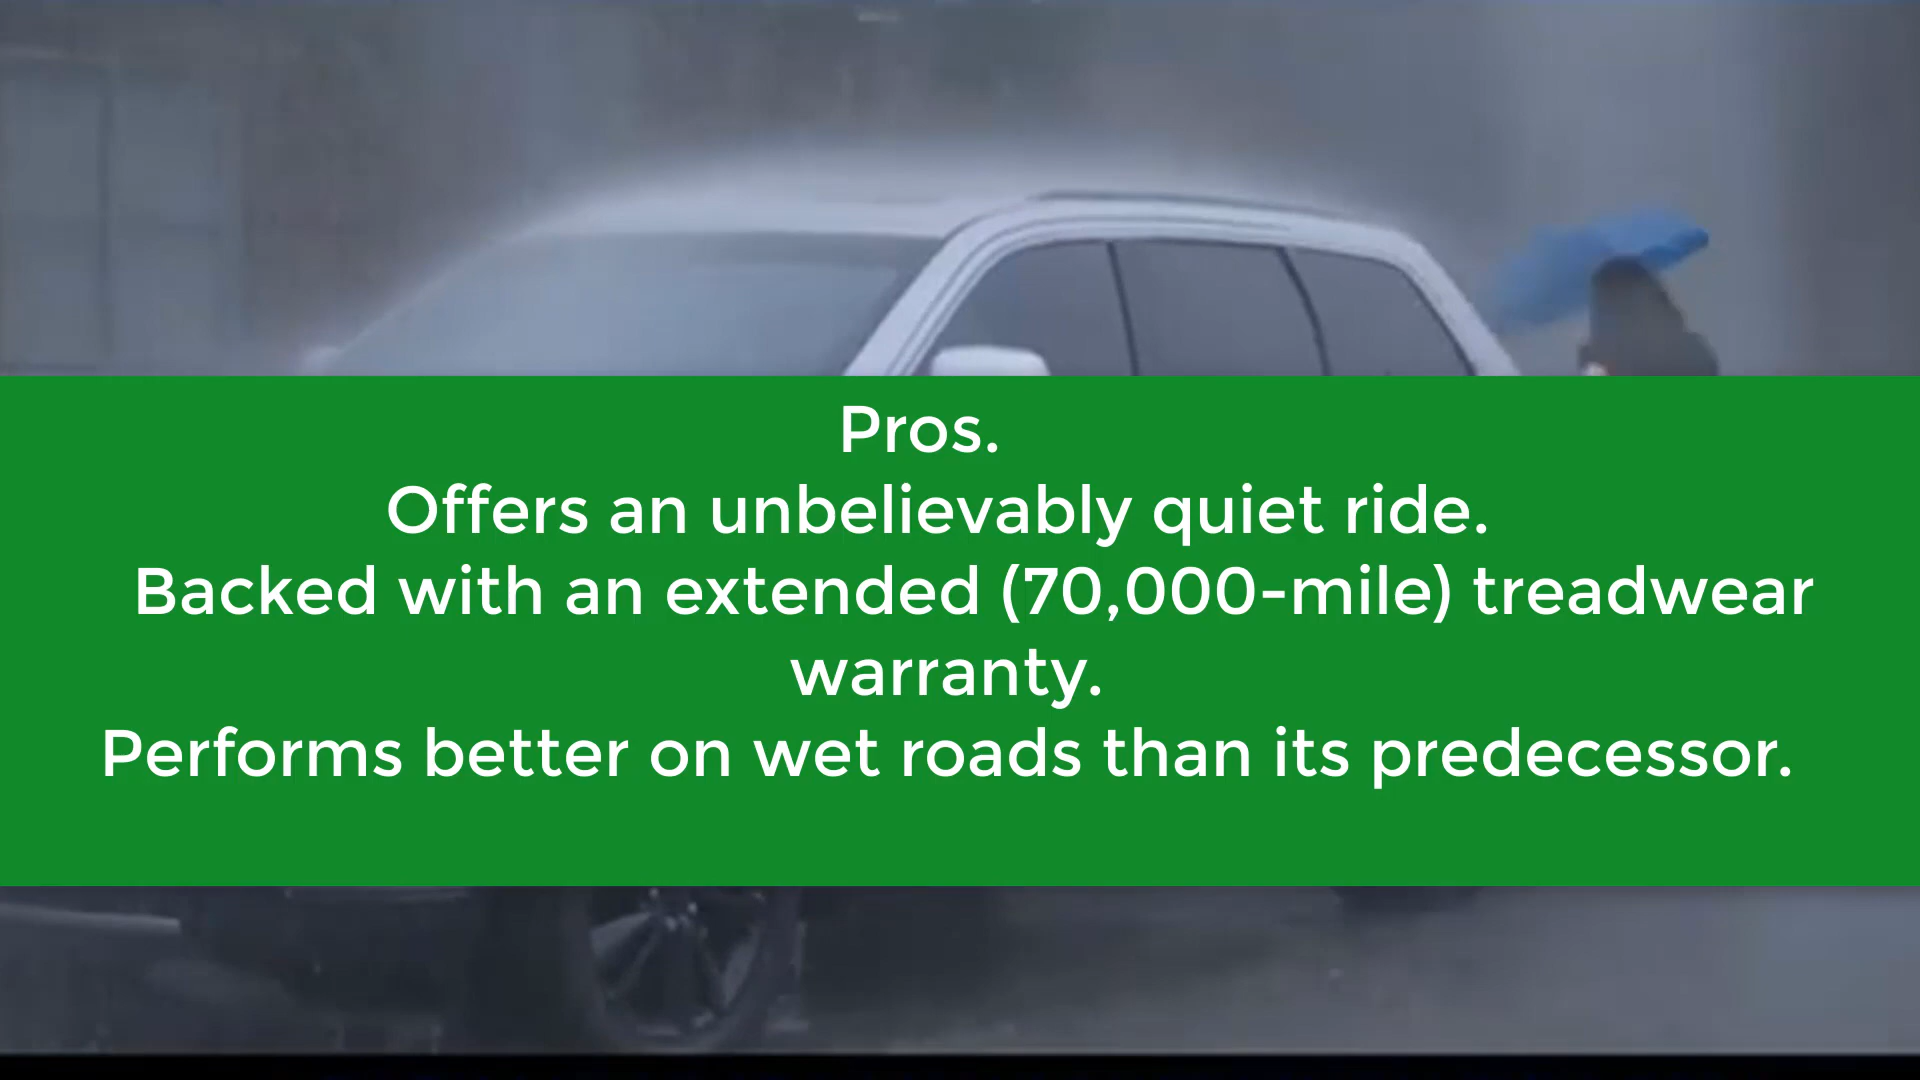 Pros.
Offers an unbelievably quiet ride.
Backed with an extended (70,000-mile) treadwear
warranty.
Performs better on wet roads than its predecessor.